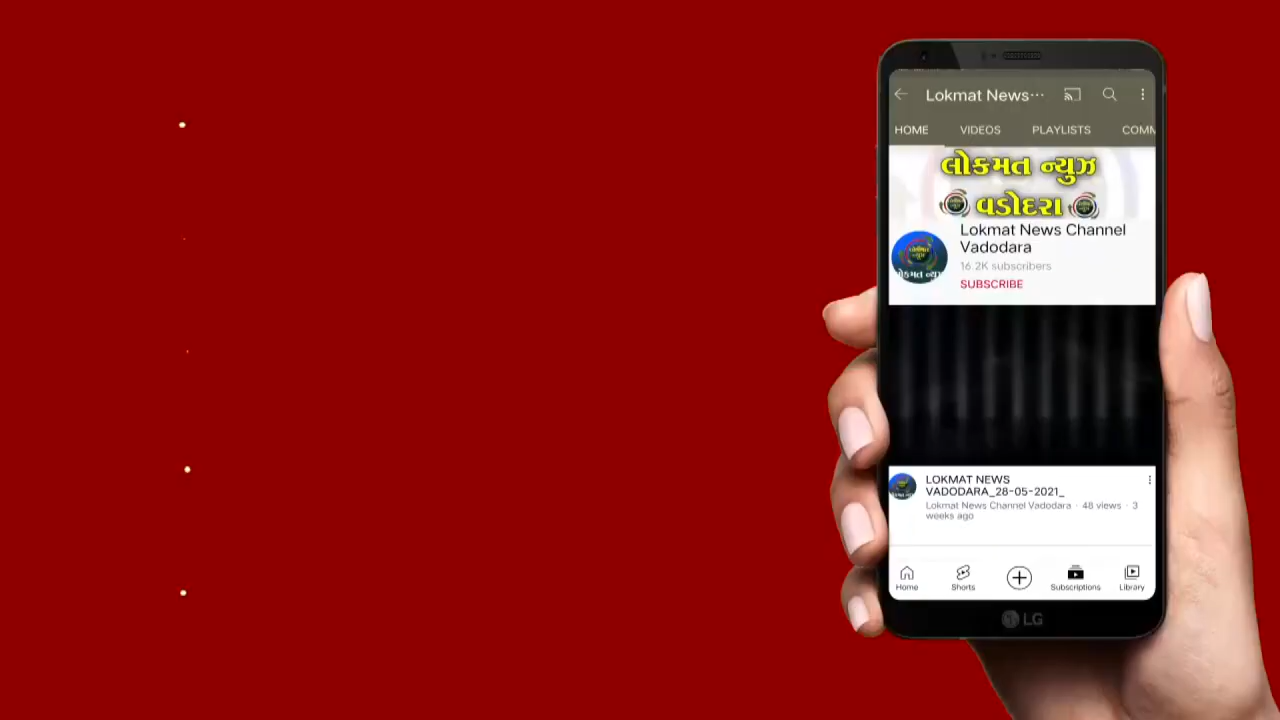 Lokmat News...
HOME VIDEOS PLAYLISTS COMM
લોકમત ન્યુઝ
વડોદરા
Lokmat News Channel
Vadodara
16.2K subscribers
SUBSCRIBE
LOKMAT NEWS
VADODARA_28-05-2021_
Lokmat News Channel Vadodara · 48 views · 3
weeks ago
Home Shorts Subscriptions Library
LG